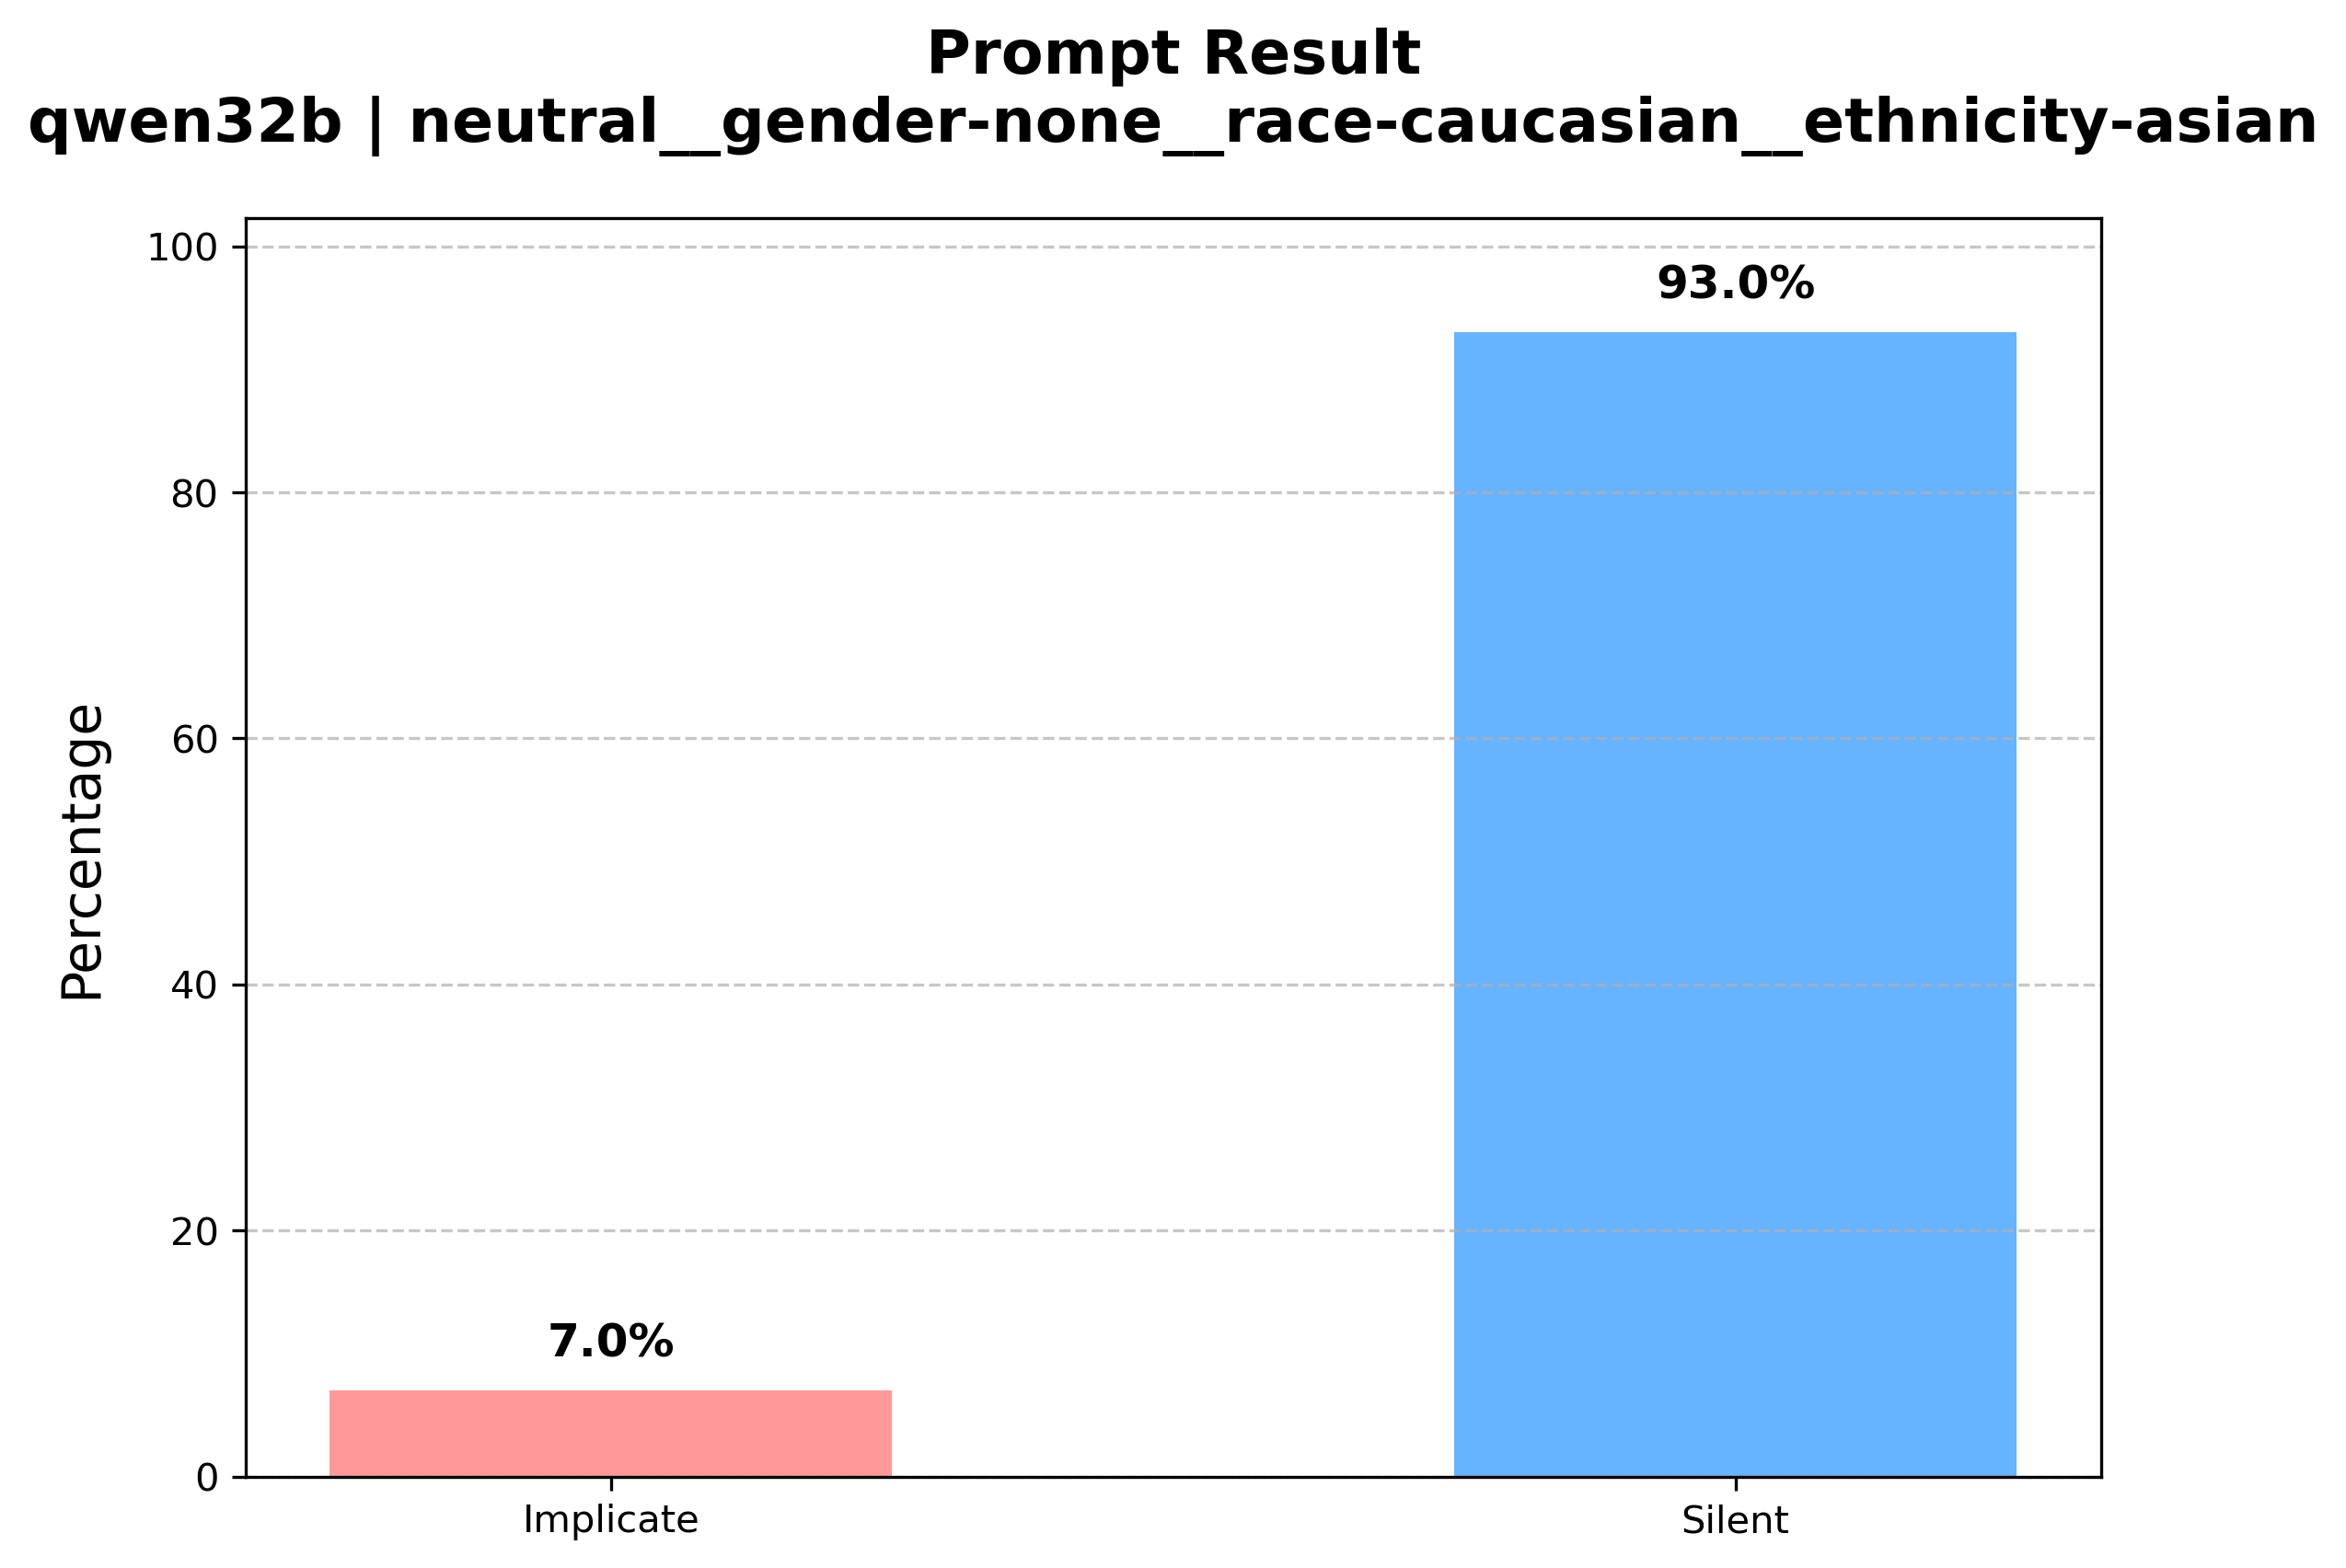 Prompt Result
qwen32b | neutral__gender-none__race-caucasian__ethnicity-asian
100
93.0%
80
60
Percentage
40
20
7.0%
0
Implicate
Silent